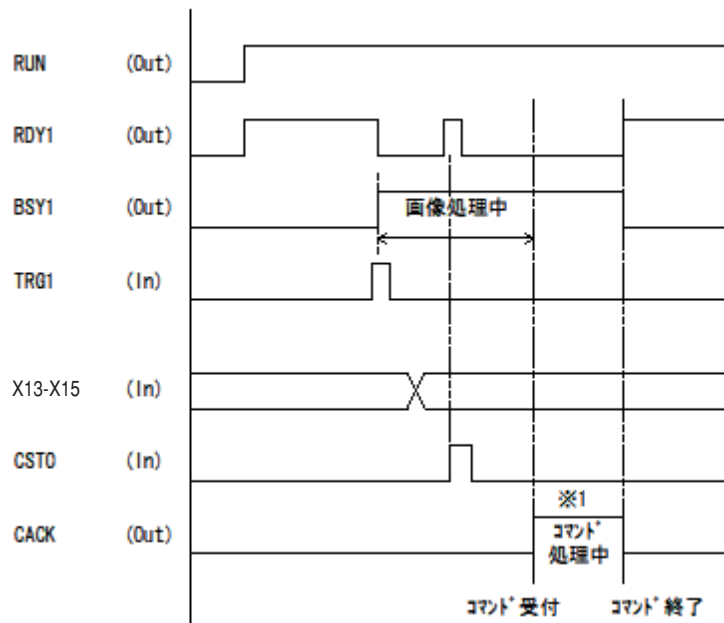 RUN (Out)
RDY1 (Out)
BSY1 (Out)
画像処理中
TRG1 (In)
X13-X15 (In)
CST0 (In)
※1
CACK (Out)
ｺﾏﾝﾄﾞ
処理中
ｺﾏﾝﾄﾞ受付 ｺﾏﾝﾄﾞ終了